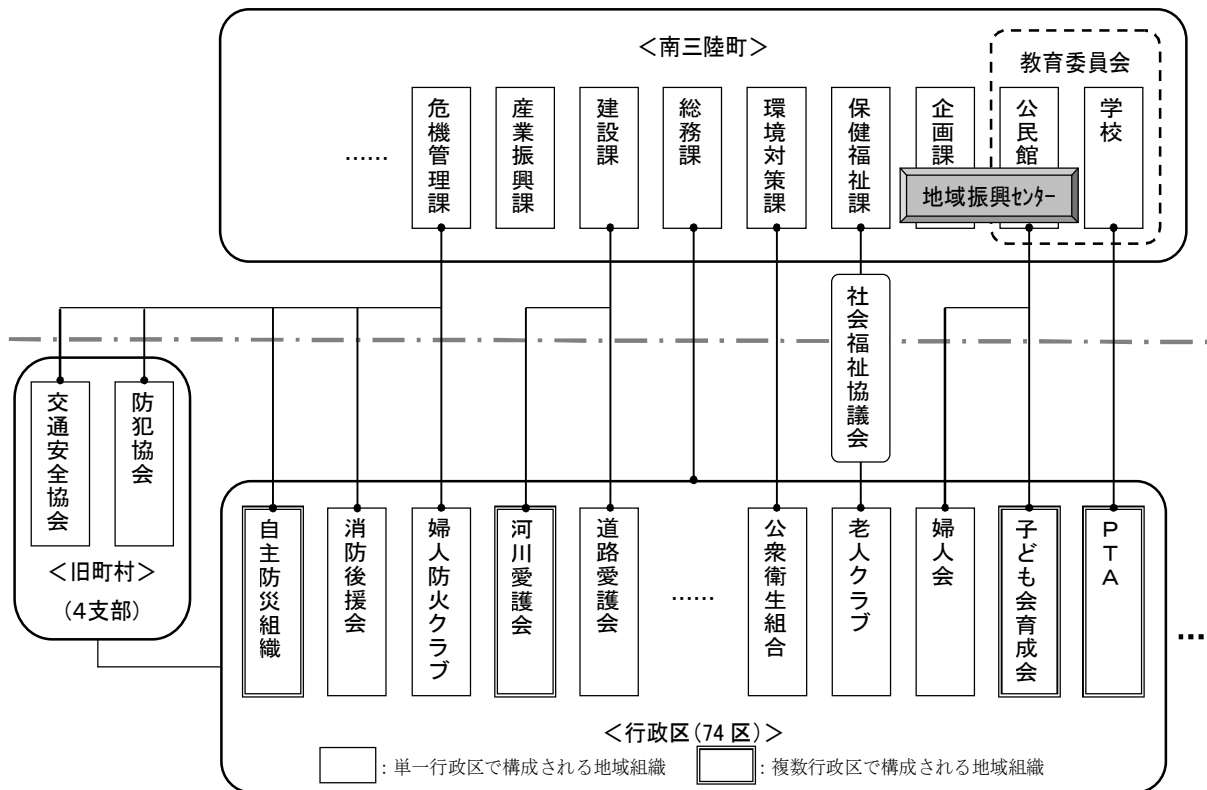 ＜南三陸町＞
教育委員会
……
危機管理課
産業振興課
建設課
総務課
環境対策課
保健福祉課
企画課
公民館
学校
地域振興ｾﾝﾀｰ
社会福祉協議会
交通安全協会
防犯協会
＜旧町村＞
(4支部)
自主防災組織
消防後援会
婦人防火クラブ
河川愛護会
道路愛護会
……
公衆衛生組合
老人クラブ
婦人会
子ども会育成会
ＰＴＡ
…
＜行政区(74 区)＞
：単一行政区で構成される地域組織
：複数行政区で構成される地域組織